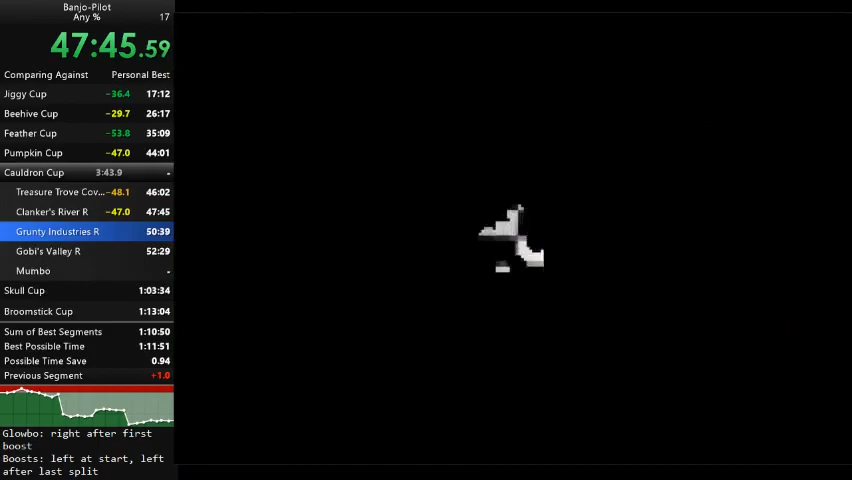 Banjo-Pilot
Any % 17
47:45.59
Comparing Against Personal Best
Jiggy Cup -36.4 17:12
Beehive Cup -29.7 26:17
Feather Cup -53.8 35:09
Pumpkin Cup -47.0 44:01
Cauldron Cup 3:43.9 -
Treasure Trove Cov... -48.1 46:02
Clanker's River R -47.0 47:45
Grunty Industries R 50:39
Gobi's Valley R 52:29
Mumbo -
Skull Cup 1:03:34
Broomstick Cup 1:13:04
Sum of Best Segments 1:10:50
Best Possible Time 1:11:51
Possible Time Save 0.94
Previous Segment +1.0
Glowbo: right after first
boost
Boosts: left at start, left
after last split